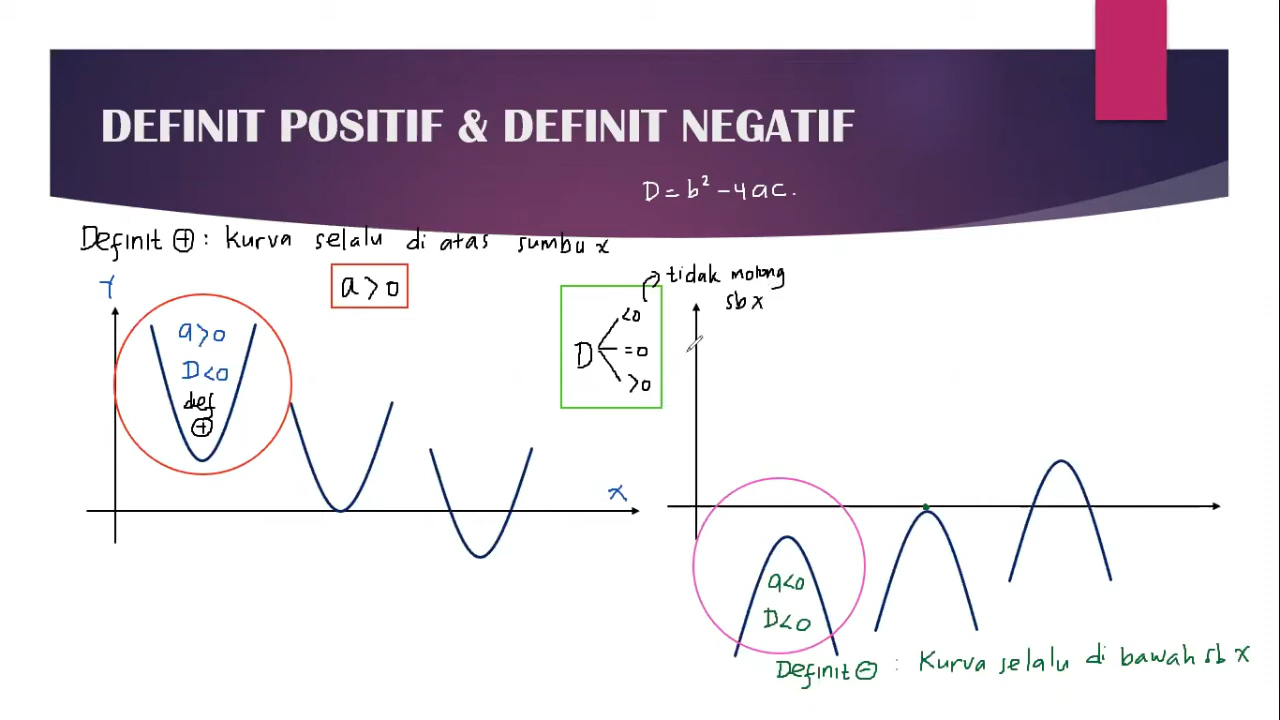 DEFINIT POSITIF & DEFINIT NEGATIF
D = b² - 4ac.
Definit ⊕ : Kurva selalu di atas sumbu x
a > 0
Y
a > 0
D < 0
def
⊕
X
tidak motong
sb x
D
< 0
= 0
> 0
a < 0
D < 0
Definit ⊖ : Kurva selalu di bawah sb x